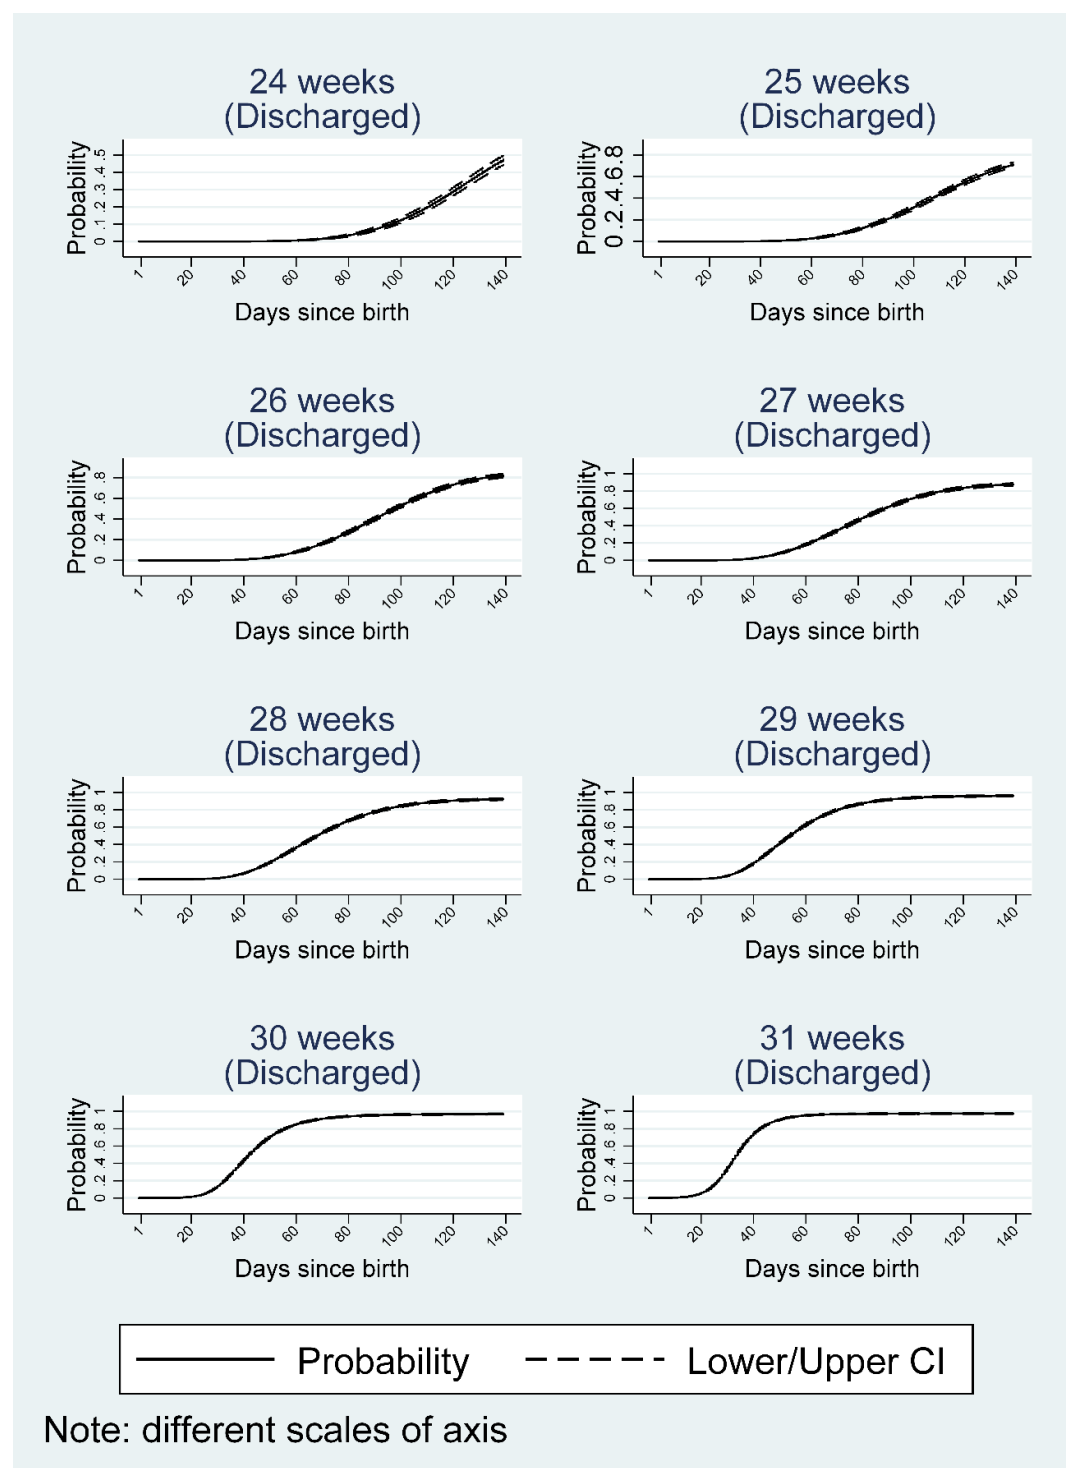 24 weeks
(Discharged)
Probability
0 .1 .2 .3 .4 .5
1 20 40 60 80 100 120 140
Days since birth
25 weeks
(Discharged)
Probability
0 .2 .4 .6 .8
1 20 40 60 80 100 120 140
Days since birth
26 weeks
(Discharged)
Probability
0 .2 .4 .6 .8
1 20 40 60 80 100 120 140
Days since birth
27 weeks
(Discharged)
Probability
0 .2 .4 .6 .8 1
1 20 40 60 80 100 120 140
Days since birth
28 weeks
(Discharged)
Probability
0 .2 .4 .6 .8 1
1 20 40 60 80 100 120 140
Days since birth
29 weeks
(Discharged)
Probability
0 .2 .4 .6 .8 1
1 20 40 60 80 100 120 140
Days since birth
30 weeks
(Discharged)
Probability
0 .2 .4 .6 .8 1
1 20 40 60 80 100 120 140
Days since birth
31 weeks
(Discharged)
Probability
0 .2 .4 .6 .8 1
1 20 40 60 80 100 120 140
Days since birth
Probability Lower/Upper CI
Note: different scales of axis